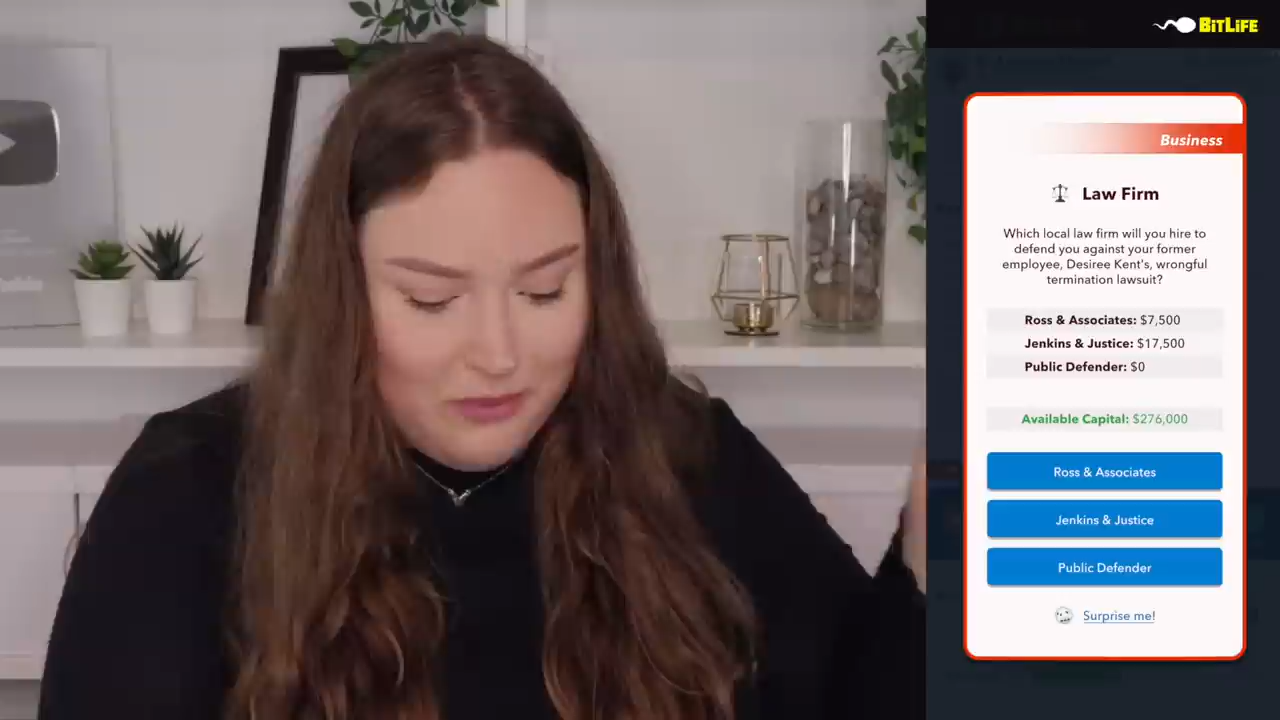 BITLIFE
Business
Law Firm
Which local law firm will you hire to
defend you against your former
employee, Desiree Kent's, wrongful
termination lawsuit?
Ross & Associates: $7,500
Jenkins & Justice: $17,500
Public Defender: $0
Available Capital: $276,000
Ross & Associates
Jenkins & Justice
Public Defender
Surprise me!